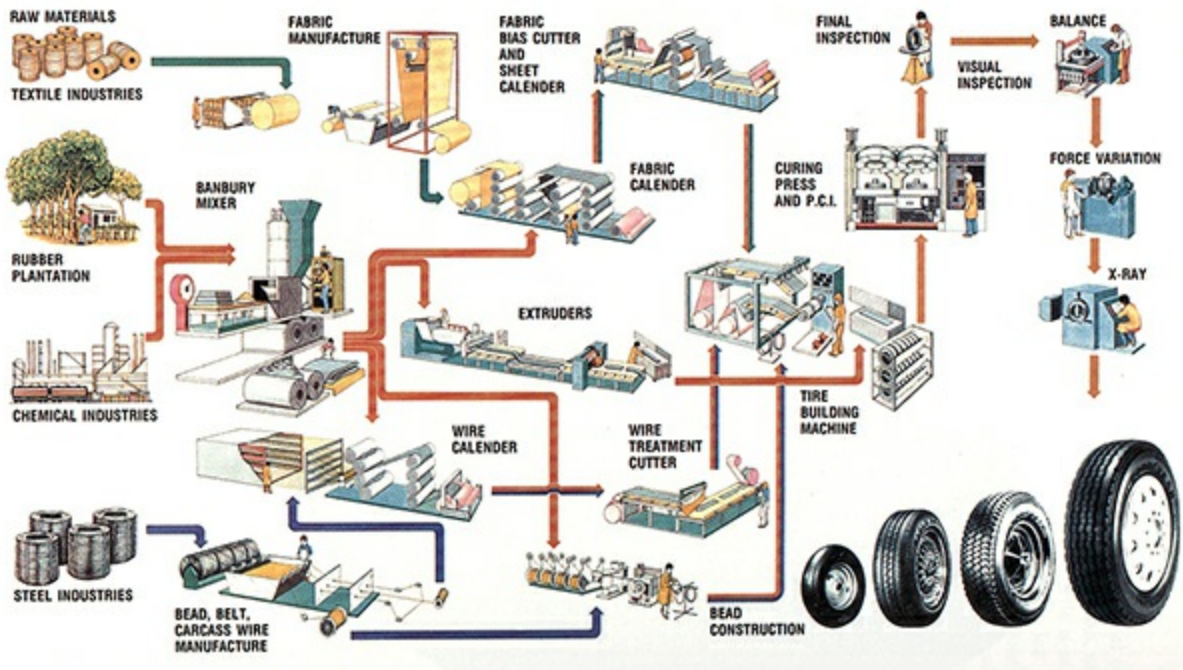 RAW MATERIALS
TEXTILE INDUSTRIES
FABRIC
MANUFACTURE
FABRIC
BIAS CUTTER
AND
SHEET
CALENDER
FINAL
INSPECTION
VISUAL
INSPECTION
BALANCE
RUBBER
PLANTATION
BANBURY
MIXER
FABRIC
CALENDER
CURING
PRESS
AND P.C.I.
FORCE VARIATION
X-RAY
CHEMICAL INDUSTRIES
EXTRUDERS
TIRE
BUILDING
MACHINE
WIRE
CALENDER
WIRE
TREATMENT
CUTTER
STEEL INDUSTRIES
BEAD, BELT,
CARCASS WIRE
MANUFACTURE
BEAD
CONSTRUCTION